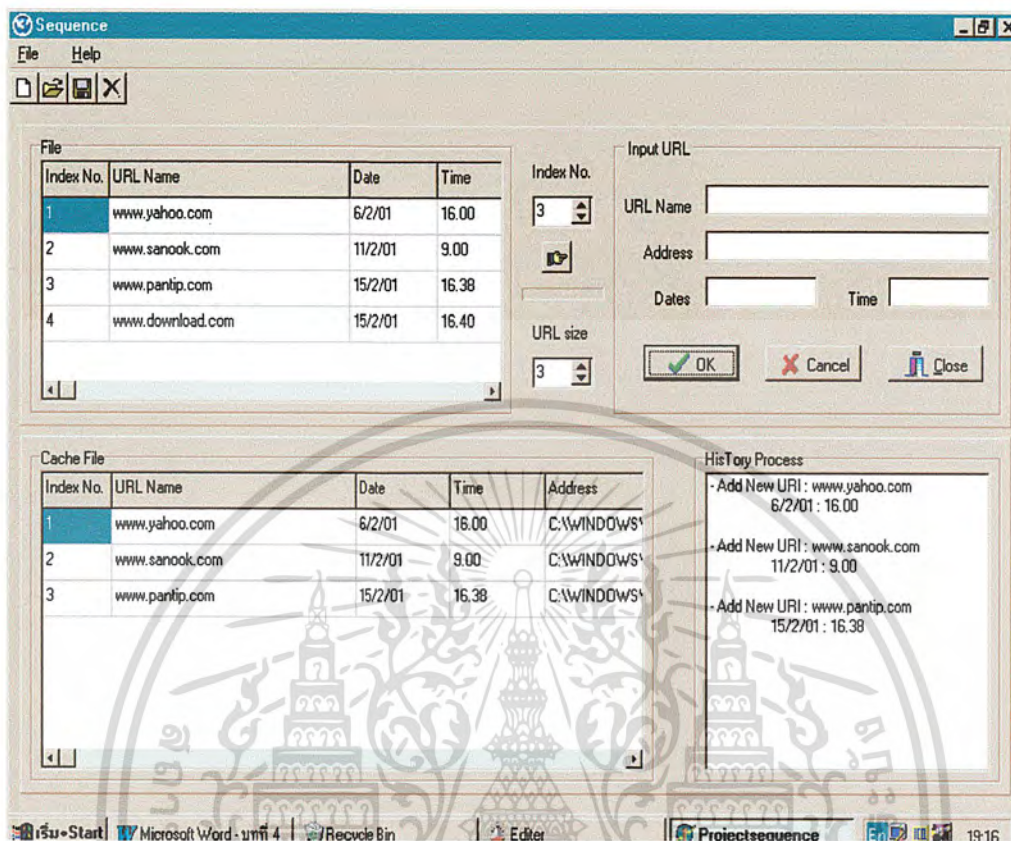 Sequence
File Help
File
Index No. URL Name Date Time
1 www.yahoo.com 6/2/01 16.00
2 www.sanook.com 11/2/01 9.00
3 www.pantip.com 15/2/01 16.38
4 www.download.com 15/2/01 16.40
Index No.
3
URL size
3
Input URL
URL Name
Address
Dates Time
OK Cancel Close
Cache File
Index No. URL Name Date Time Address
1 www.yahoo.com 6/2/01 16.00 C:\WINDOWS\
2 www.sanook.com 11/2/01 9.00 C:\WINDOWS\
3 www.pantip.com 15/2/01 16.38 C:\WINDOWS\
HisTory Process
- Add New URI : www.yahoo.com
6/2/01 : 16.00
- Add New URI : www.sanook.com
11/2/01 : 9.00
- Add New URI : www.pantip.com
15/2/01 : 16.38
เริ่ม+Start Microsoft Word - บทที่ 4 Recycle Bin Editer Projectsequence En 19:16